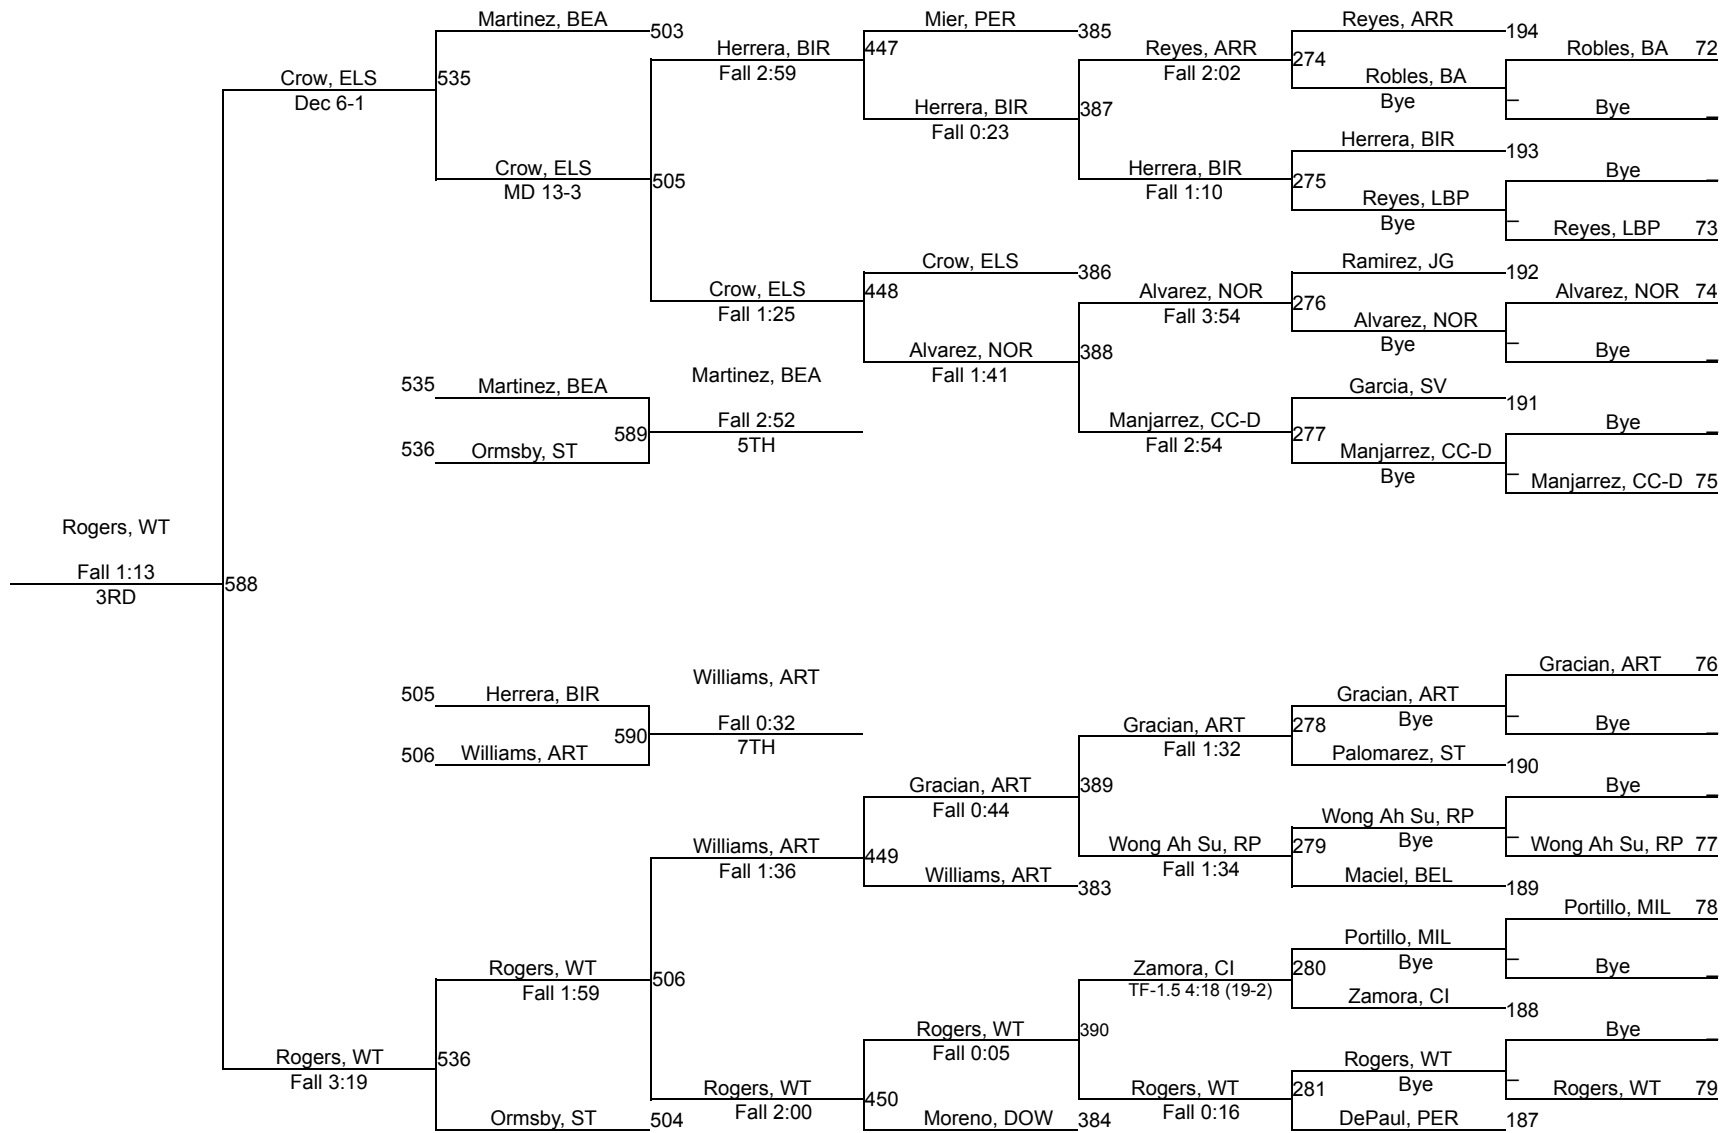 Martinez, BEA
503
Mier, PER
385
Reyes, ARR
194
Herrera, BIR
447
Fall 2:59
Reyes, ARR
274
Fall 2:02
Robles, BA 72
Crow, ELS
535
Dec 6-1
Robles, BA
Bye
_
Bye _
Herrera, BIR
387
Fall 0:23
Herrera, BIR
193
Crow, ELS
505
MD 13-3
Herrera, BIR
275
Fall 1:10
Bye _
Reyes, LBP
Bye
_
Reyes, LBP 73
Crow, ELS
386
Ramirez, JG
192
Crow, ELS
448
Fall 1:25
Alvarez, NOR
276
Fall 3:54
Alvarez, NOR 74
Alvarez, NOR
Bye
_
Bye _
Alvarez, NOR
388
Fall 1:41
535 Martinez, BEA
Martinez, BEA
589
Fall 2:52
5TH
536 Ormsby, ST
Garcia, SV
191
Manjarrez, CC-D
277
Fall 2:54
Bye _
Manjarrez, CC-D
Bye
_
Manjarrez, CC-D 75
Rogers, WT
Fall 1:13
588
3RD
Gracian, ART 76
505 Herrera, BIR
Williams, ART
590
Fall 0:32
7TH
506 Williams, ART
Gracian, ART
Bye
_
Bye _
Gracian, ART
278
Fall 1:32
Palomarez, ST
190
Gracian, ART
389
Fall 0:44
Bye _
Wong Ah Su, RP
Bye
_
Wong Ah Su, RP 77
Williams, ART
449
Fall 1:36
Wong Ah Su, RP
279
Fall 1:34
Williams, ART
383
Maciel, BEL
189
Portillo, MIL 78
Portillo, MIL
Bye
_
Bye _
Rogers, WT
506
Fall 1:59
Zamora, CI
280
TF-1.5 4:18 (19-2)
Zamora, CI
188
Rogers, WT
390
Fall 0:05
Bye _
Rogers, WT
536
Fall 3:19
Rogers, WT
Bye
_
Rogers, WT 79
Rogers, WT
450
Fall 2:00
Rogers, WT
281
Fall 0:16
Ormsby, ST
504
Moreno, DOW
384
DePaul, PER
187